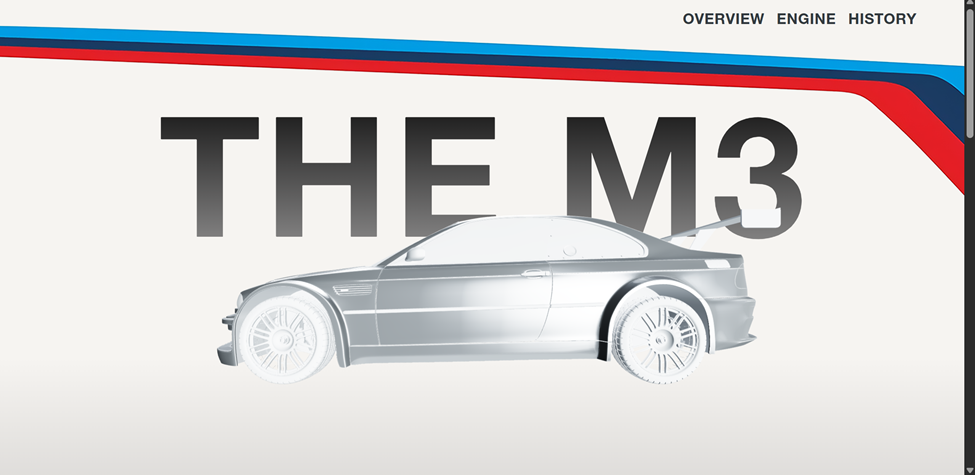 OVERVIEW ENGINE HISTORY
THE M3